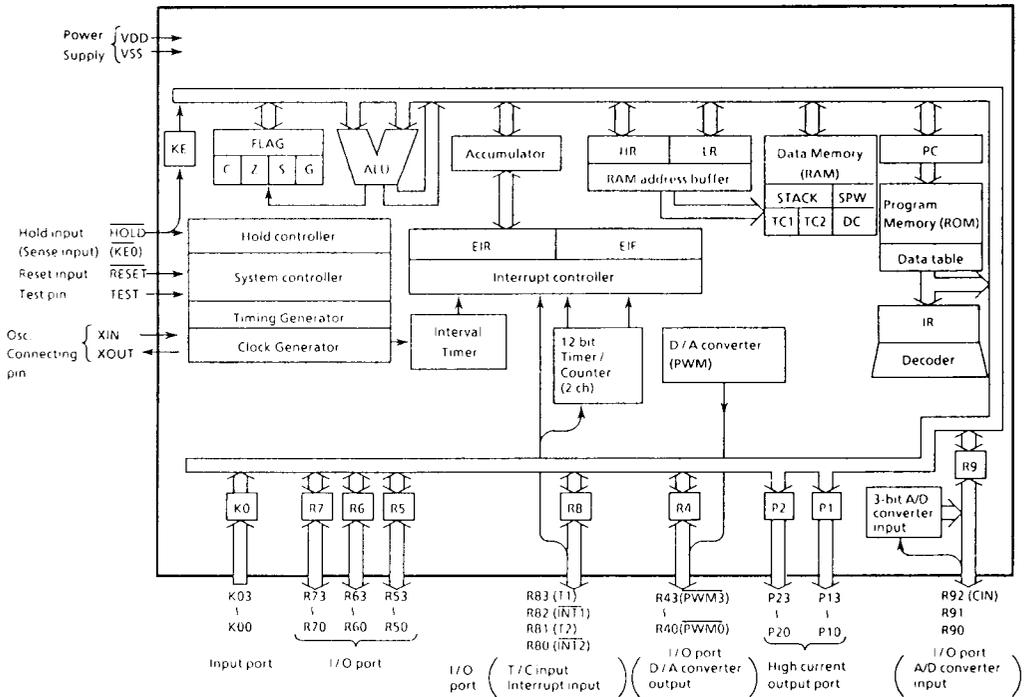 Power Supply { VDD
VSS
KE
FLAG
C Z S G
ALU
Accumulator
HR LR
RAM address buffer
Data Memory (RAM)
STACK SPW
TC1 TC2 DC
PC
Program Memory (ROM)
Data table
IR
Decoder
Hold input HOLD
(Sense input) (KE0)
Reset input RESET
Test pin TEST
Osc. Connecting pin { XIN
XOUT
Hold controller
System controller
Timing Generator
Clock Generator
EIR EIF
Interrupt controller
Interval Timer
12 bit Timer / Counter (2 ch)
D / A converter (PWM)
K0 R7 R6 R5 R8 R4 P2 P1 R9
3-bit A/D converter input
K03 ~ K00
R73 ~ R70
R63 ~ R60
R53 ~ R50
R83 (T1)
R82 (INT1)
R81 (T2)
R80 (INT2)
R43 (PWM3) ~ R40 (PWM0)
P23 ~ P20
P13 ~ P10
R92 (CIN)
R91
R90
Input port
I/O port
I/O port ( T/C input Interrupt input )
I/O port ( D/A converter output )
High current output port
I/O port ( A/D converter input )